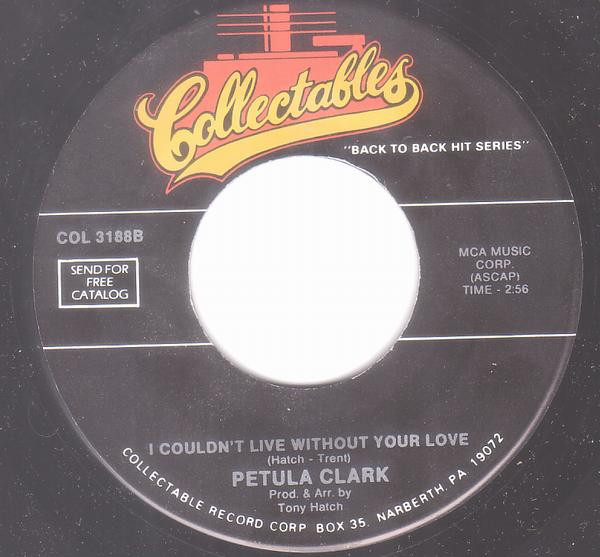 Collectables
"BACK TO BACK HIT SERIES"
COL 3188B
SEND FOR
FREE
CATALOG
MCA MUSIC
CORP.
(ASCAP)
TIME - 2:56
I COULDN'T LIVE WITHOUT YOUR LOVE
(Hatch - Trent)
PETULA CLARK
Prod. & Arr. by
Tony Hatch
COLLECTABLE RECORD CORP BOX 35. NARBERTH, PA 19072